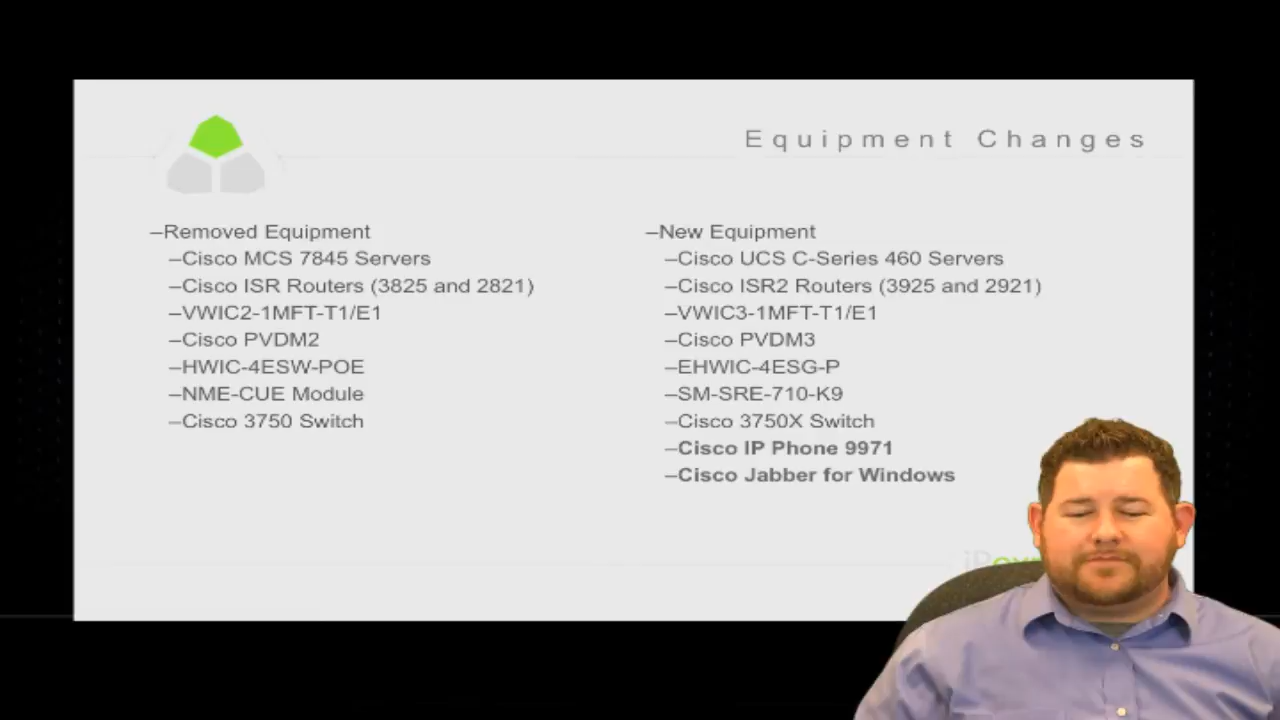 Equipment Changes
–Removed Equipment
–Cisco MCS 7845 Servers
–Cisco ISR Routers (3825 and 2821)
–VWIC2-1MFT-T1/E1
–Cisco PVDM2
–HWIC-4ESW-POE
–NME-CUE Module
–Cisco 3750 Switch
–New Equipment
–Cisco UCS C-Series 460 Servers
–Cisco ISR2 Routers (3925 and 2921)
–VWIC3-1MFT-T1/E1
–Cisco PVDM3
–EHWIC-4ESG-P
–SM-SRE-710-K9
–Cisco 3750X Switch
–Cisco IP Phone 9971
–Cisco Jabber for Windows